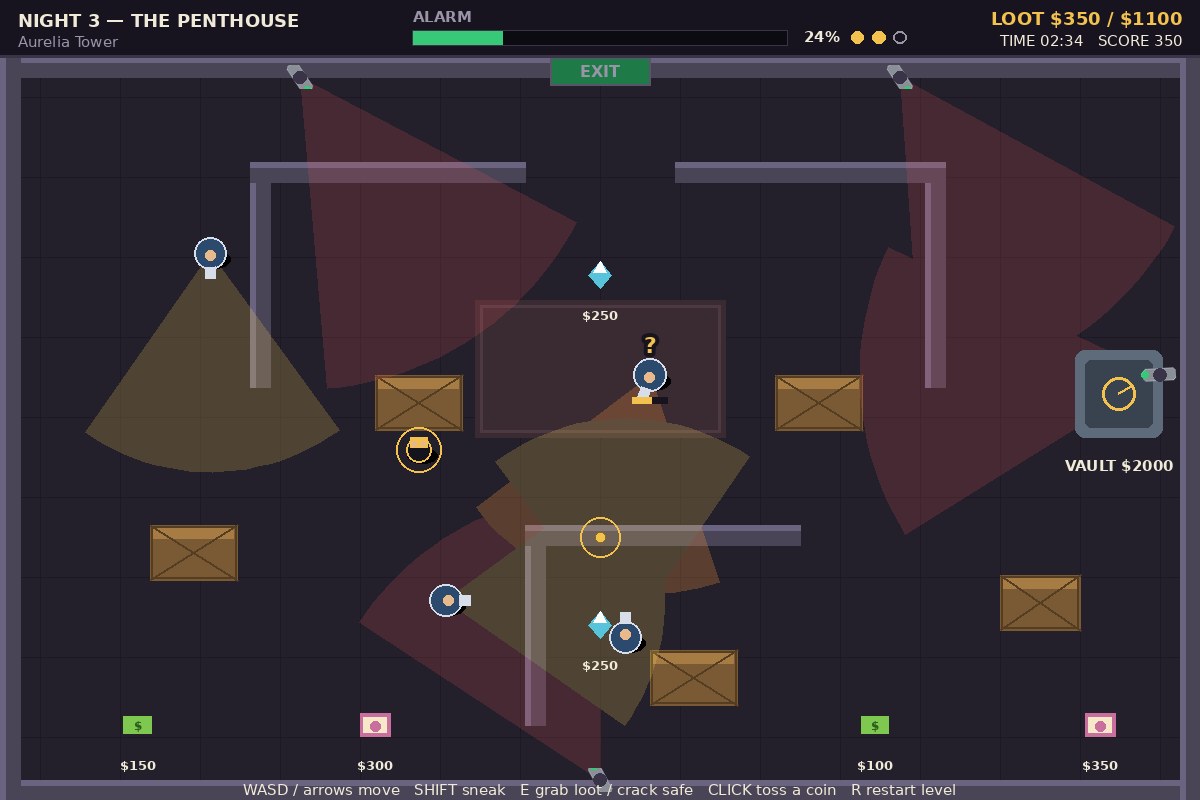 NIGHT 3 — THE PENTHOUSE
Aurelia Tower
ALARM
24%
LOOT $350 / $1100
TIME 02:34 SCORE 350
EXIT
$250
?
VAULT $2000
$250
$
$
$150
$300
$100
$350
WASD / arrows move SHIFT sneak E grab loot / crack safe CLICK toss a coin R restart level